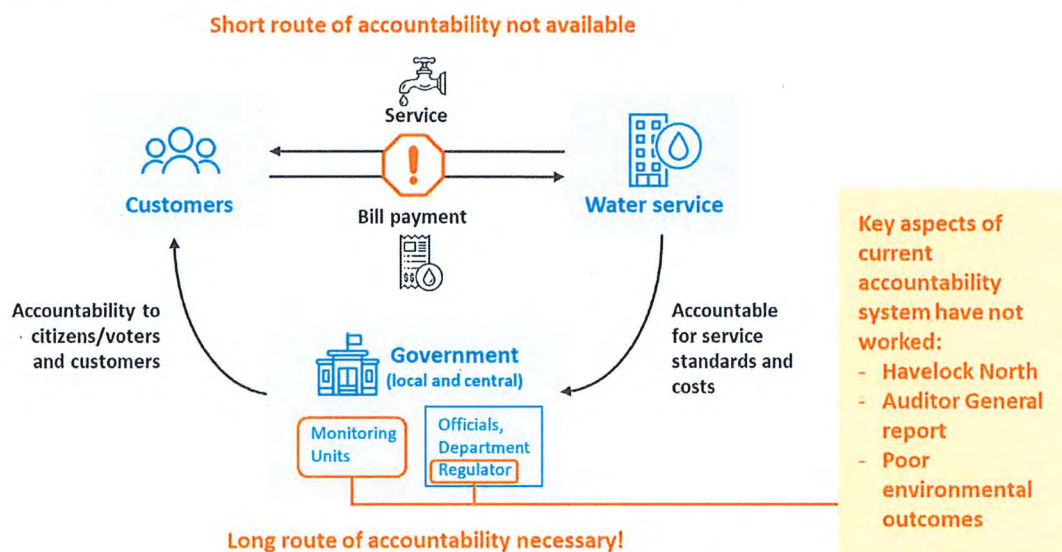 Short route of accountability not available
Service
Customers
Bill payment
$$
Water service
Accountability to
citizens/voters
and customers
Government
(local and central)
Monitoring
Units
Officials,
Department
Regulator
Accountable
for service
standards and
costs
Key aspects of
current
accountability
system have not
worked:
- Havelock North
- Auditor General
report
- Poor
environmental
outcomes
Long route of accountability necessary!